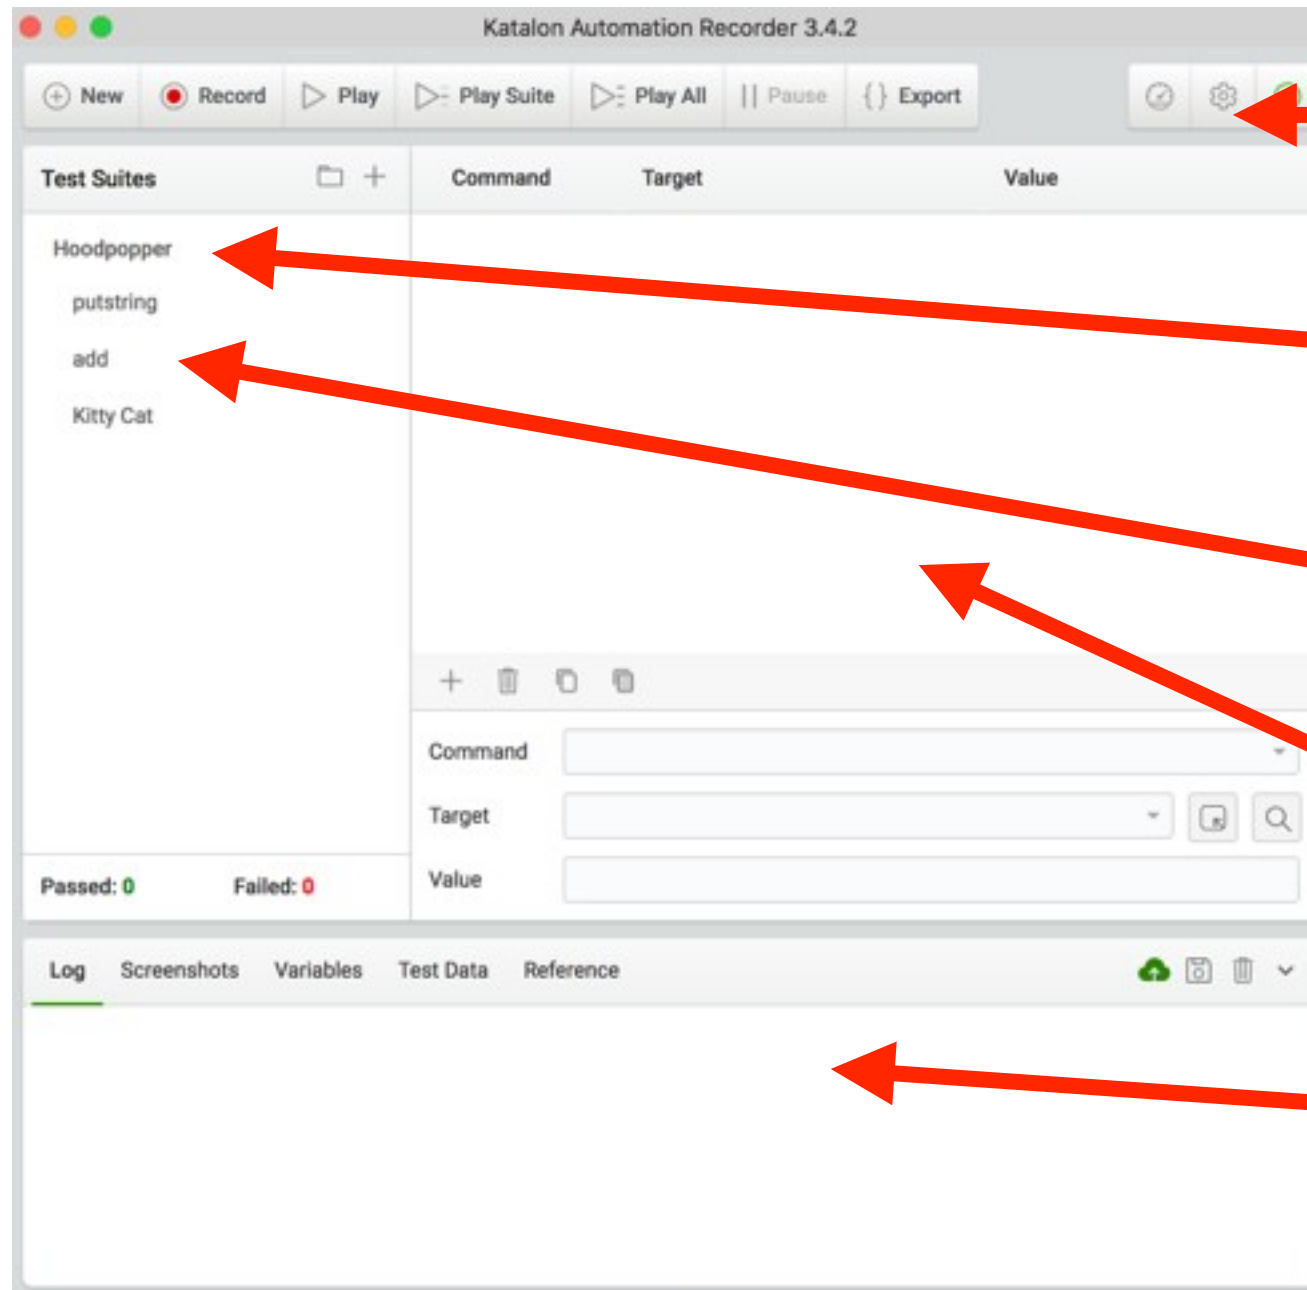 Katalon Automation Recorder 3.4.2
New Record Play Play Suite Play All Pause Export
Test Suites Command Target Value
Hoodpopper
putstring
add
Kitty Cat
Command
Target
Value
Passed: 0 Failed: 0
Log Screenshots Variables Test Data Reference